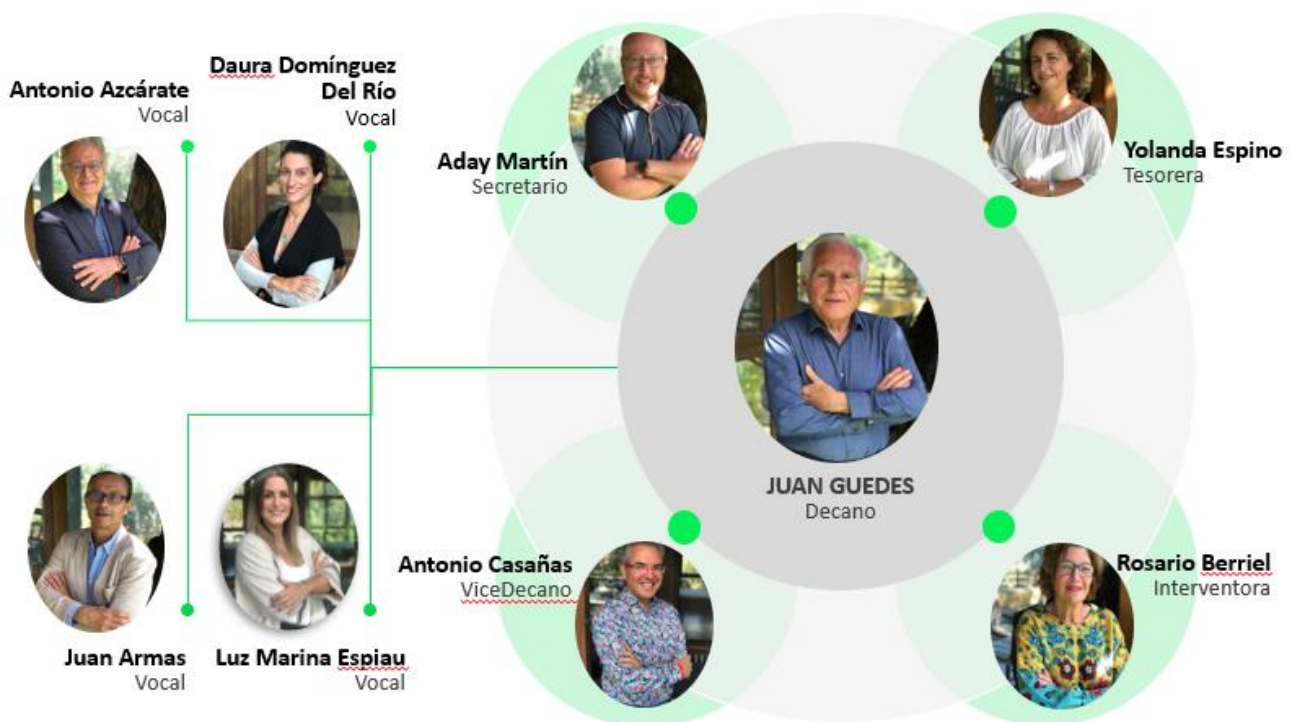 Antonio Azcárate
Vocal
Daura Domínguez
Del Río
Vocal
Aday Martín
Secretario
Yolanda Espino
Tesorera
JUAN GUEDES
Decano
Antonio Casañas
ViceDecano
Rosario Berriel
Interventora
Juan Armas
Vocal
Luz Marina Espiau
Vocal